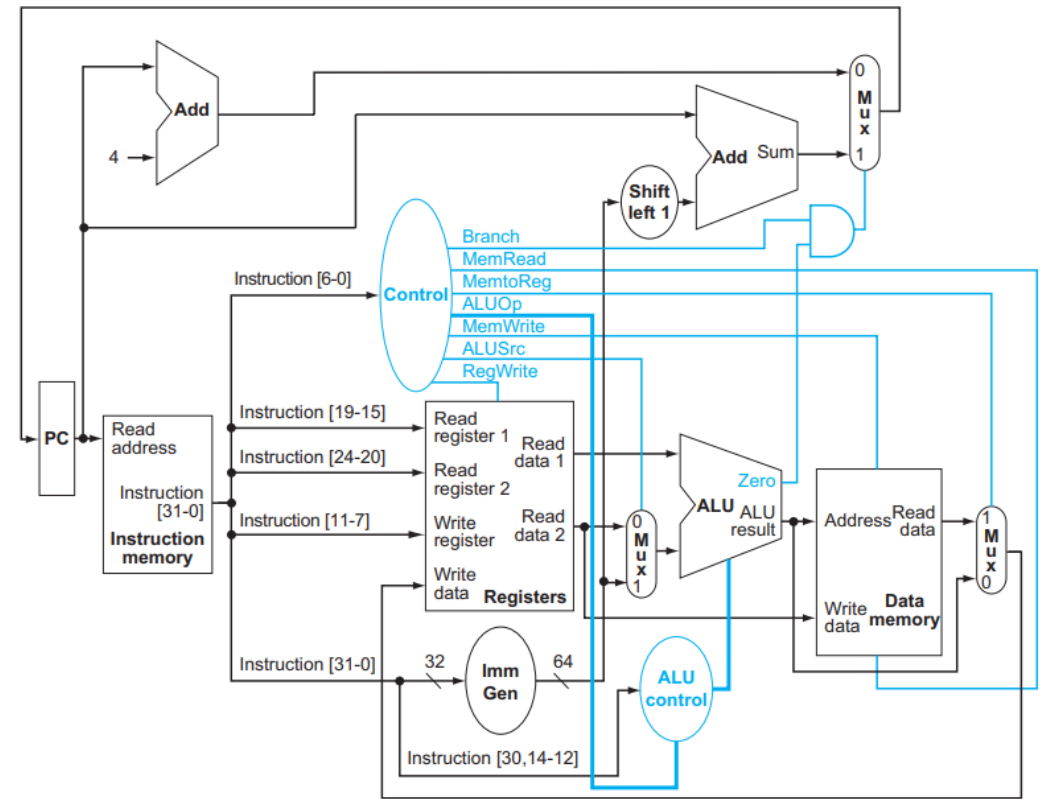 0
M
u
x
1
Add
4
Add Sum
Shift
left 1
Branch
MemRead
MemtoReg
ALUOp
MemWrite
ALUSrc
RegWrite
Instruction [6-0]
Control
PC
Read
address
Instruction
[31-0]
Instruction
memory
Instruction [19-15]
Instruction [24-20]
Instruction [11-7]
Read
register 1
Read
data 1
Read
register 2
Write
register
Read
data 2
Write
data
Registers
0
M
u
x
1
Zero
ALU
ALU
result
Address
Read
data
Write
data
Data
memory
1
M
u
x
0
Instruction [31-0]
32
Imm
Gen
64
ALU
control
Instruction [30,14-12]